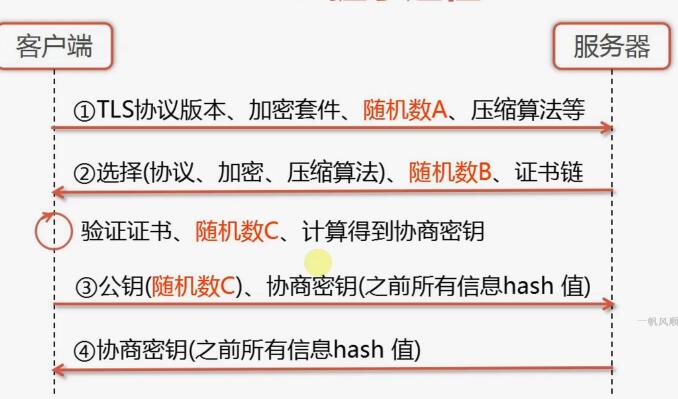 客户端
服务器
①TLS协议版本、加密套件、随机数A、压缩算法等
②选择(协议、加密、压缩算法)、随机数B、证书链
验证证书、随机数C、计算得到协商密钥
③公钥(随机数C)、协商密钥(之前所有信息hash 值)
一帆风顺
④协商密钥(之前所有信息hash 值)